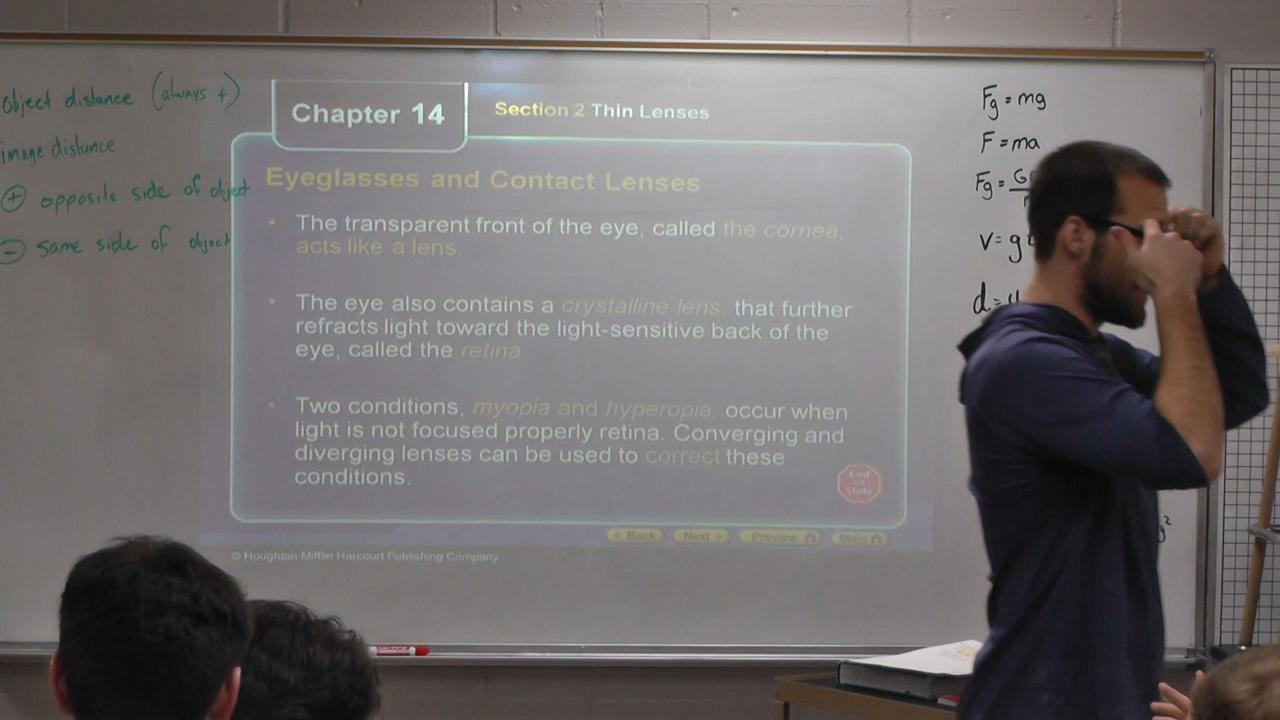 object distance (always +)
image distance
+ opposite side of object
− same side of object
Chapter 14
Section 2 Thin Lenses
Eyeglasses and Contact Lenses
• The transparent front of the eye, called the cornea,
acts like a lens.
• The eye also contains a crystalline lens, that further
refracts light toward the light-sensitive back of the
eye, called the retina
• Two conditions, myopia and hyperopia, occur when
light is not focused properly retina. Converging and
diverging lenses can be used to correct these
conditions.
End
of
Slide
< Back
Next >
Preview
Main
© Houghton Mifflin Harcourt Publishing Company
Fg = mg
F = ma
Fg = G
v = g
d =